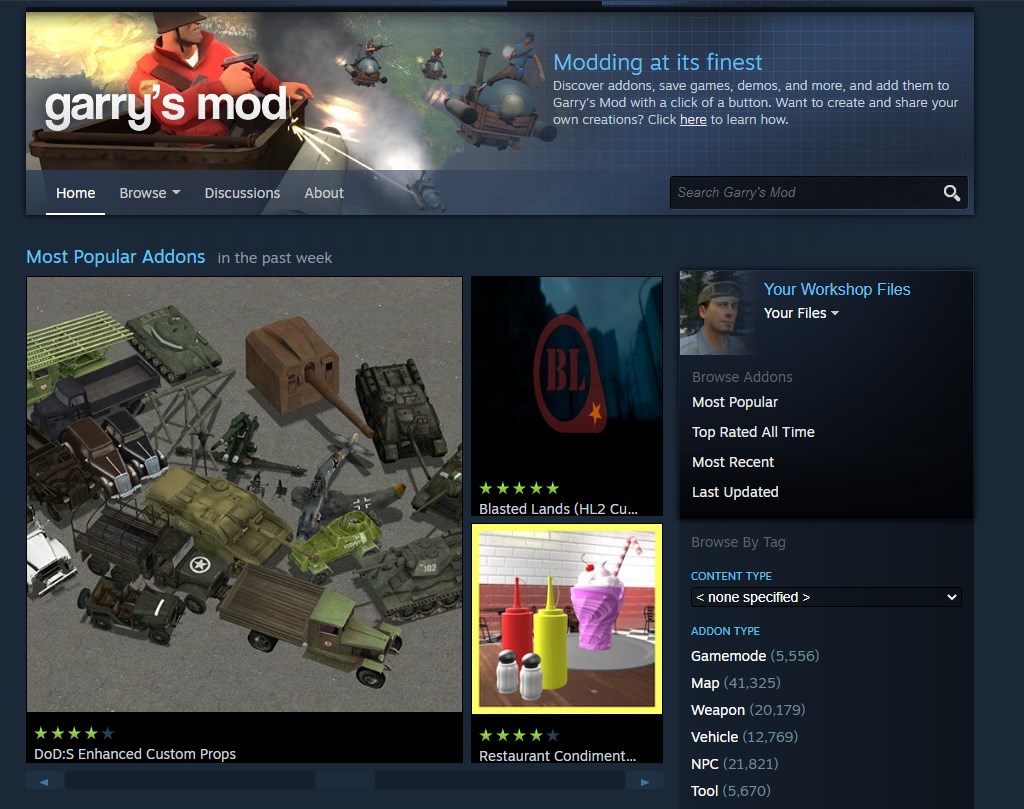 garry's mod
Modding at its finest
Discover addons, save games, demos, and more, and add them to
Garry's Mod with a click of a button. Want to create and share your
own creations? Click here to learn how.
Home Browse Discussions About
Search Garry's Mod
Most Popular Addons in the past week
BL
Blasted Lands (HL2 Cu...
162
DoD:S Enhanced Custom Props
Restaurant Condiment...
Your Workshop Files
Your Files
Browse Addons
Most Popular
Top Rated All Time
Most Recent
Last Updated
Browse By Tag
CONTENT TYPE
< none specified >
ADDON TYPE
Gamemode (5,556)
Map (41,325)
Weapon (20,179)
Vehicle (12,769)
NPC (21,821)
Tool (5,670)